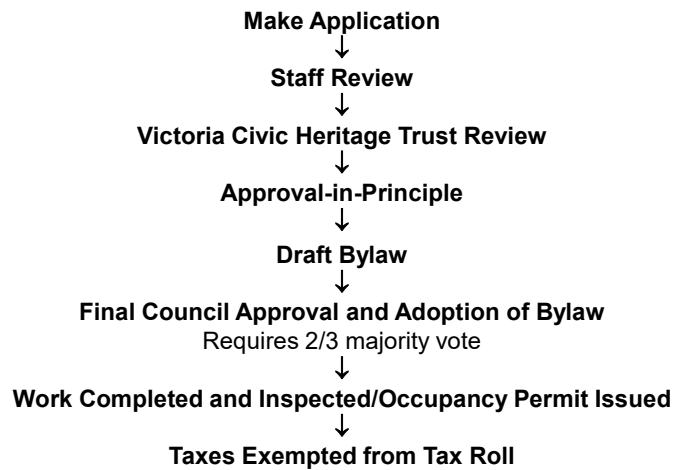 Make Application
↓
Staff Review
↓
Victoria Civic Heritage Trust Review
↓
Approval-in-Principle
↓
Draft Bylaw
↓
Final Council Approval and Adoption of Bylaw
Requires 2/3 majority vote
↓
Work Completed and Inspected/Occupancy Permit Issued
↓
Taxes Exempted from Tax Roll